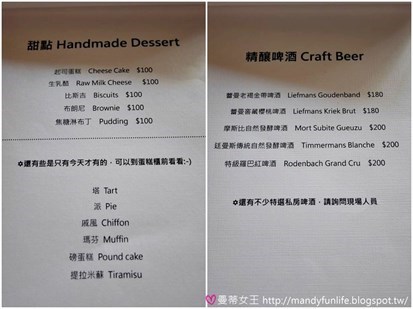 甜點 Handmade Dessert
起司蛋糕 Cheese Cake $100
生乳酪 Raw Milk Cheese $100
比斯吉 Biscuits $100
布朗尼 Brownie $100
焦糖淋布丁 Pudding $100
✡還有些是只有今天才有的，可以到蛋糕櫃前看看:-)
塔 Tart
派 Pie
戚風 Chiffon
瑪芬 Muffin
磅蛋糕 Pound cake
提拉米蘇 Tiramisu
精釀啤酒 Craft Beer
蕾曼老褐金帶啤酒 Liefmans Goudenband $180
蕾曼薔薇櫻桃啤酒 Liefmans Kriek Brut $180
摩斯比自然發酵啤酒 Mort Subite Gueuzu $200
廷曼斯傳統自然發酵啤酒 Timmermans Blanche $200
特級羅巴紅啤酒 Rodenbach Grand Cru $200
✡還有不少特選私房啤酒，請詢問現場人員
曼蒂女王 http://mandyfunlife.blogspot.tw/